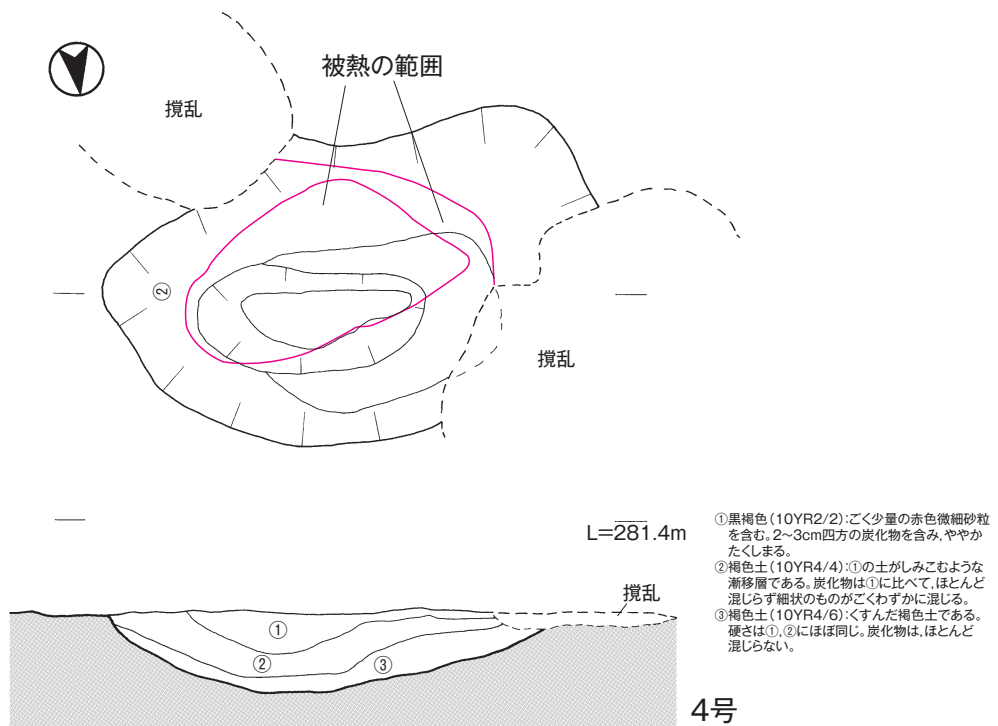 被熱の範囲
撹乱
②
撹乱
L=281.4m
撹乱
①
②
③
①黒褐色(10YR2/2):ごく少量の赤色微細砂粒
を含む。2~3cm四方の炭化物を含み,ややか
たくしまる。
②褐色土(10YR4/4):①の土がしみこむような
漸移層である。炭化物は①に比べて,ほとんど
混じらず細状のものがごくわずかに混じる。
③褐色土(10YR4/6):くすんだ褐色土である。
硬さは①,②にほぼ同じ。炭化物は,ほとんど
混じらない。
4号